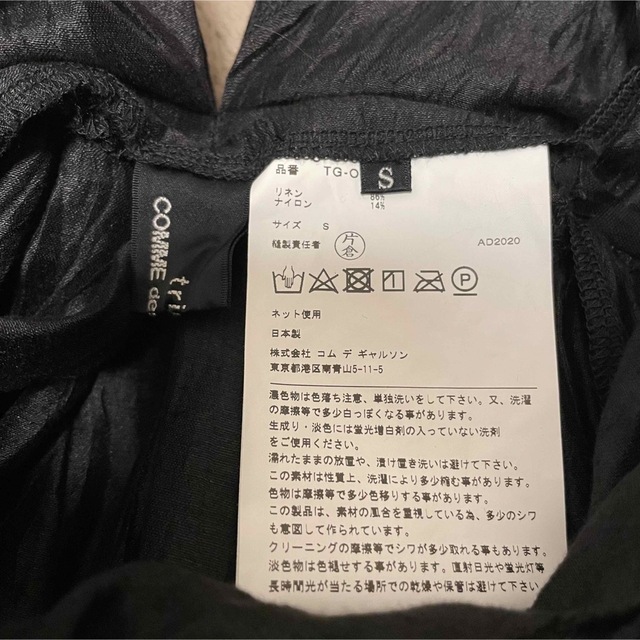 COMME des
品番 TG-O
S
リネン 86%
ナイロン 14%
サイズ S
縫製責任者 片倉 AD2020
ネット使用
日本製
株式会社 コム デ ギャルソン
東京都港区南青山5-11-5
濃色物は色落ち注意、単独洗いをして下さい。又、洗濯
の摩擦等で多少白っぽくなる事があります。
生成り・淡色には蛍光増白剤の入っていない洗剤
をご使用ください。
濡れたままの放置や、漬け置き洗いは避けて下さい。
この素材は性質上、洗濯により多少縮む事があります。
色物は摩擦等で多少色移りする事があります。
この製品は、素材の風合を重視している為、多少のシワ
も意図して作られています。
クリーニングの摩擦等でシワが多少取れる事もあります。
淡色物は色褪せする事があります。直射日光や蛍光灯等
長時間光が当たる場所での乾燥や保管は避けて下さい